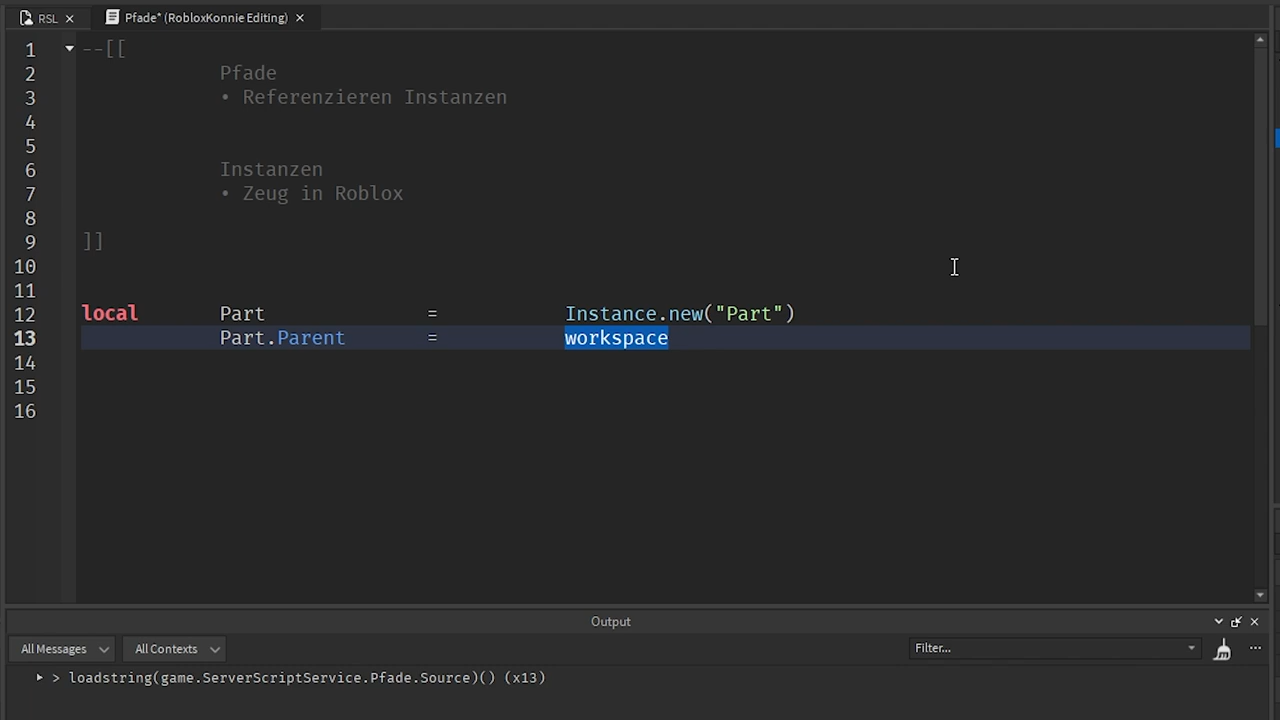 RSL × Pfade* (RobloxKonnie Editing) ×
1 --[[
2 Pfade
3 • Referenzieren Instanzen
4
5
6 Instanzen
7 • Zeug in Roblox
8
9 ]]
10
11
12 local Part = Instance.new("Part")
13 Part.Parent = workspace
14
15
16
Output
All Messages All Contexts Filter... ...
> loadstring(game.ServerScriptService.Pfade.Source)() (x13)